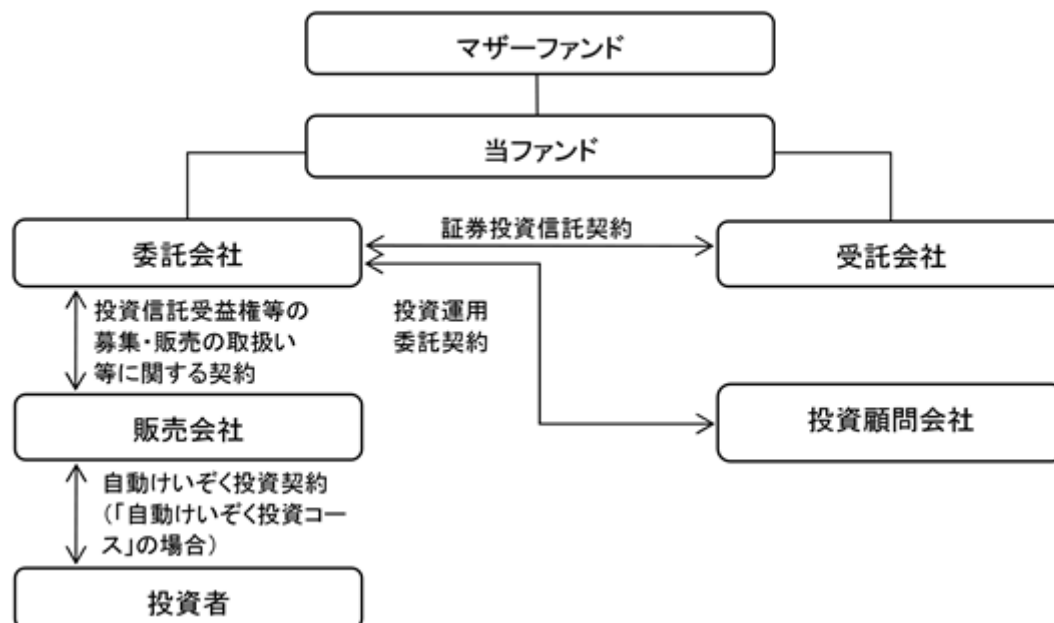 マザーファンド
当ファンド
証券投資信託契約
委託会社
受託会社
投資信託受益権等の
募集・販売の取扱い
等に関する契約
投資運用
委託契約
販売会社
投資顧問会社
自動けいぞく投資契約
(「自動けいぞく投資コー
ス」の場合)
投資者